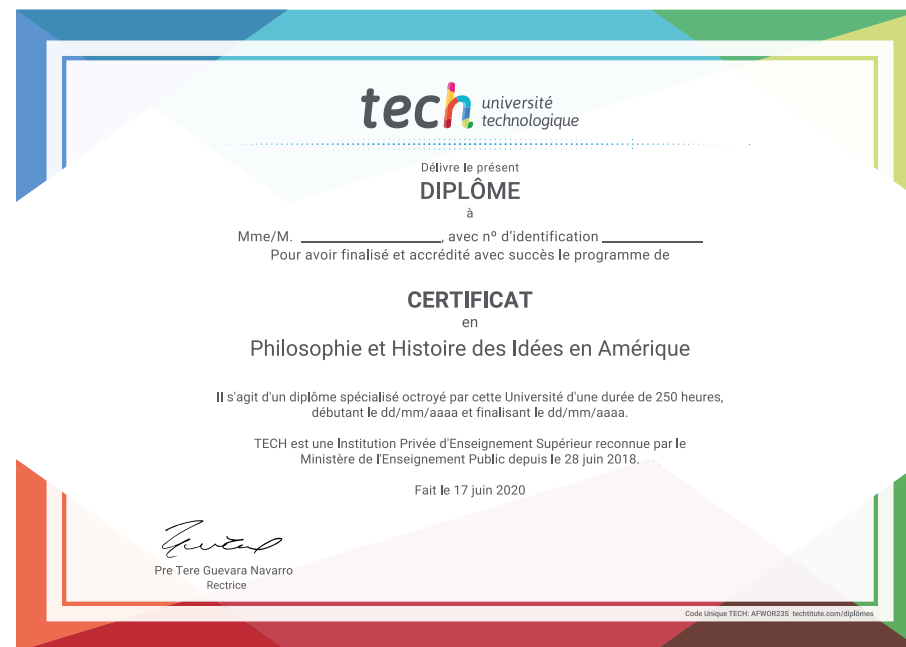 tech université
technologique
Délivre le présent
DIPLÔME
à
Mme/M. ____________________, avec nº d'identification ______________
Pour avoir finalisé et accrédité avec succès le programme de
CERTIFICAT
en
Philosophie et Histoire des Idées en Amérique
Il s'agit d'un diplôme spécialisé octroyé par cette Université d'une durée de 250 heures,
débutant le dd/mm/aaaa et finalisant le dd/mm/aaaa.
TECH est une Institution Privée d'Enseignement Supérieur reconnue par le
Ministère de l'Enseignement Public depuis le 28 juin 2018.
Fait le 17 juin 2020
Pre Tere Guevara Navarro
Rectrice
Code Unique TECH: AFWOR23S techtitute.com/diplômes